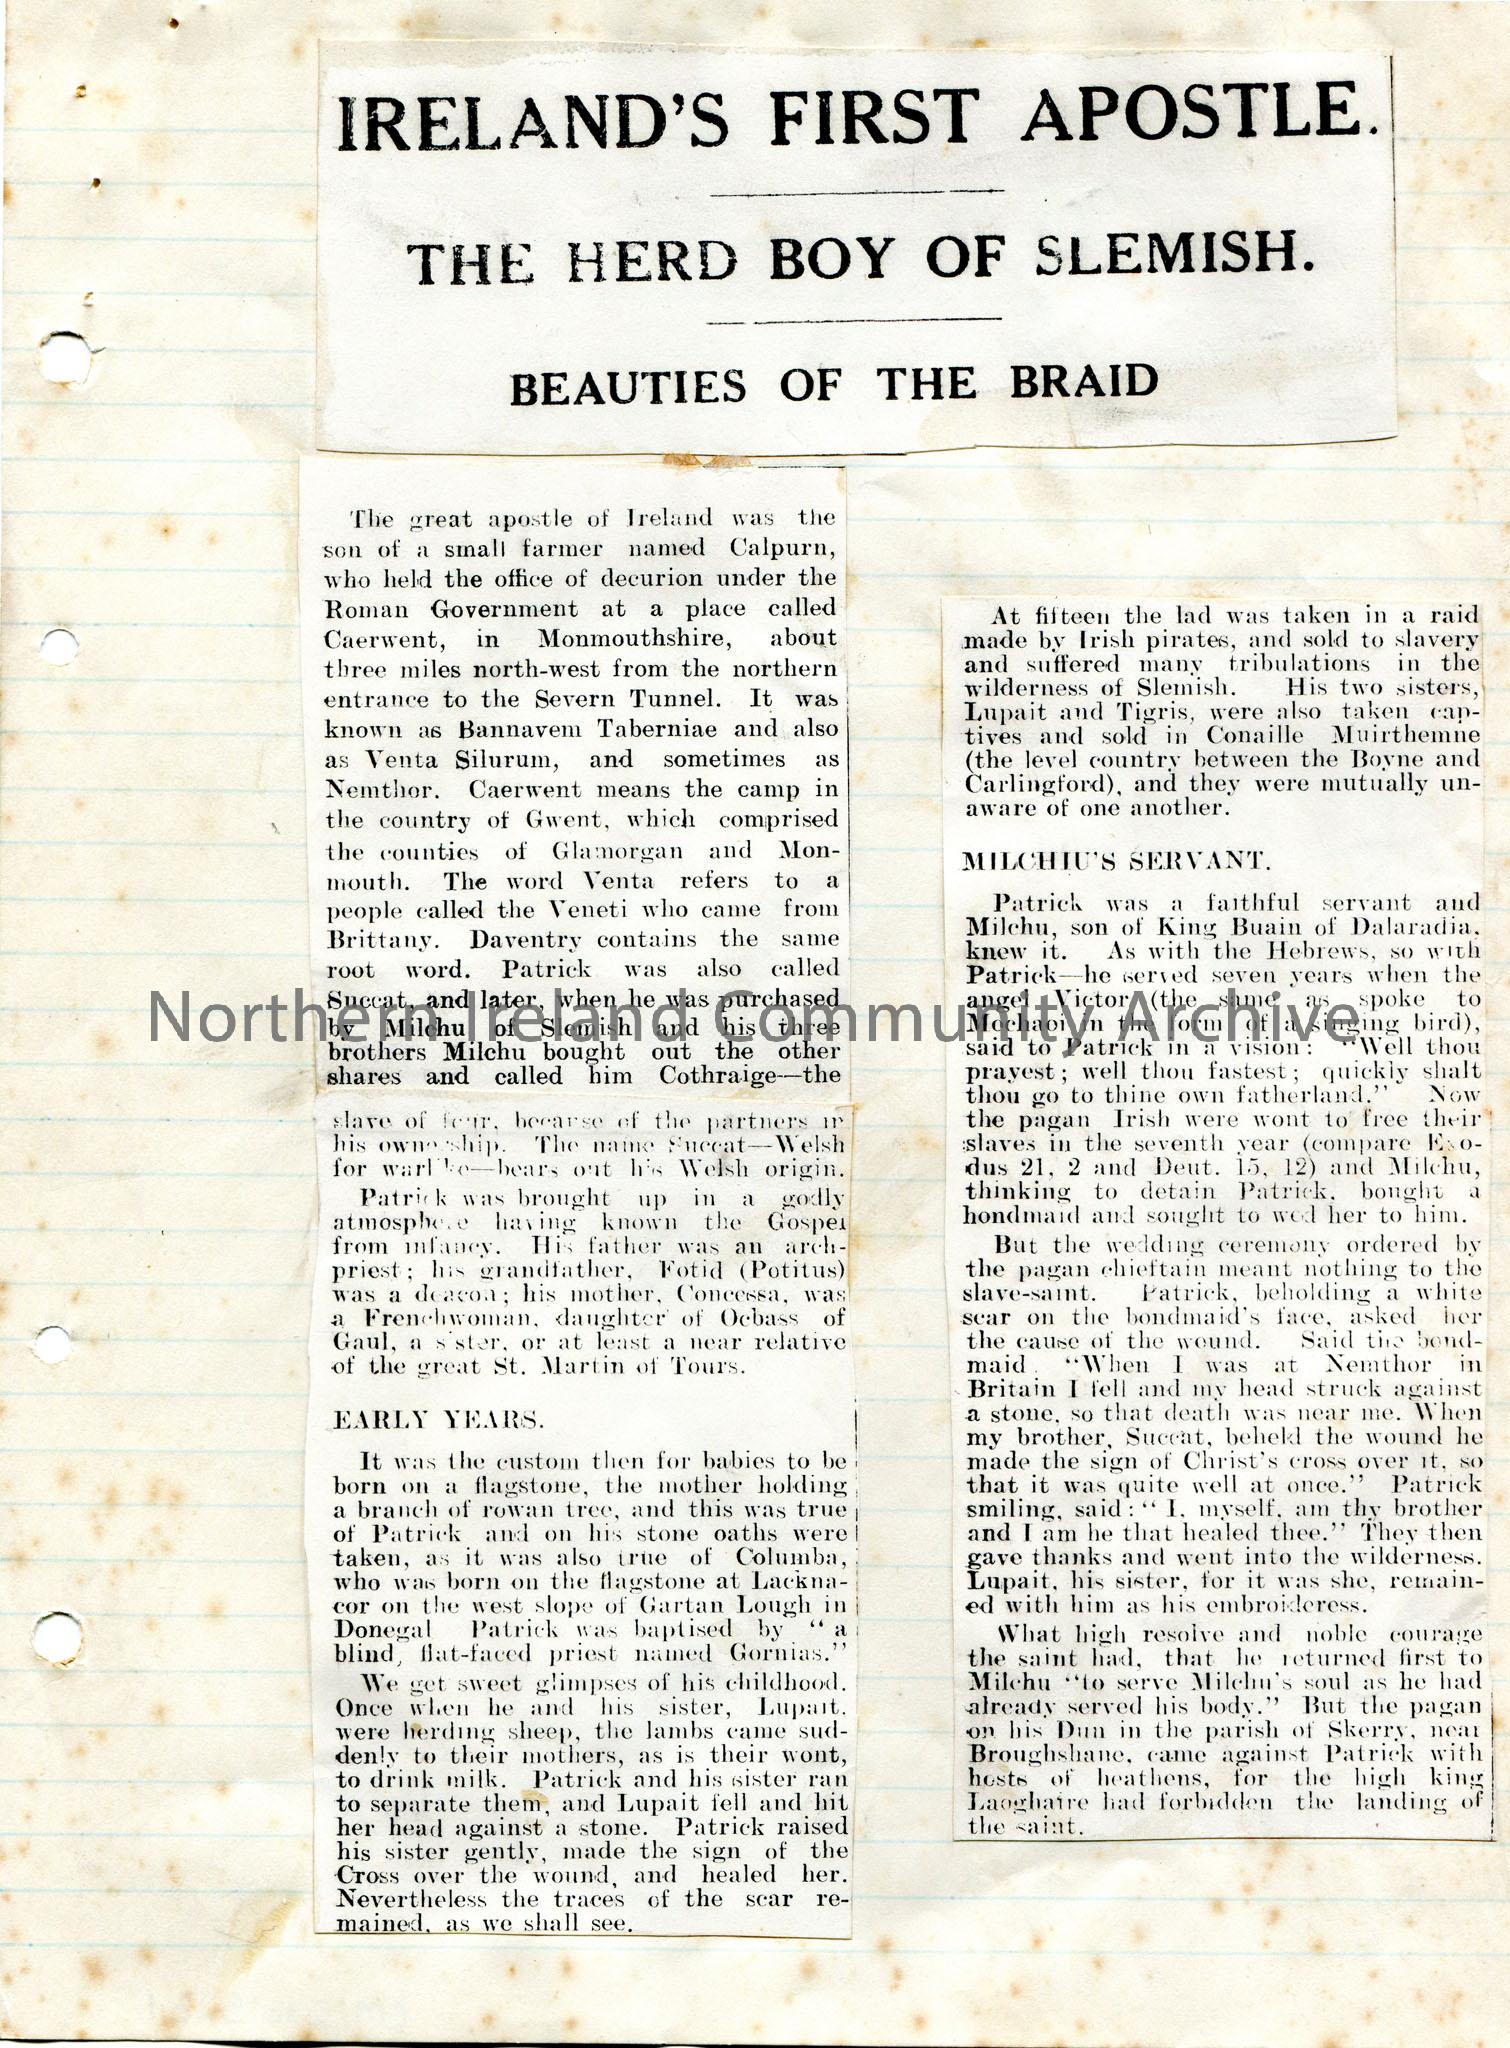 IRELAND'S FIRST APOSTLE.
THE HERD BOY OF SLEMISH.
BEAUTIES OF THE BRAID
The great apostle of Ireland was the
son of a small farmer named Calpurn,
who held the office of decurion under the
Roman Government at a place called
Caerwent, in Monmouthshire, about
three miles north-west from the northern
entrance to the Severn Tunnel. It was
known as Bannavem Taberniae and also
as Venta Silurum, and sometimes as
Nemthor. Caerwent means the camp in
the country of Gwent, which comprised
the counties of Glamorgan and Mon-
mouth. The word Venta refers to a
people called the Veneti who came from
Brittany. Daventry contains the same
root word. Patrick was also called
Succat, and later, when he was purchased
by Milchu of Slemish and his three
brothers Milchu bought out the other
shares and called him Cothraige—the
slave of four, because of the partners in
his ownership. The name Succat—Welsh
for warlike—bears out his Welsh origin.
Patrick was brought up in a godly
atmosphere having known the Gospel
from infancy. His father was an arch-
priest; his grandfather, Fotid (Potitus)
was a deacon; his mother, Concessa, was
a Frenchwoman, daughter of Ocbass of
Gaul, a sister, or at least a near relative
of the great St. Martin of Tours.
EARLY YEARS.
It was the custom then for babies to be
born on a flagstone, the mother holding
a branch of rowan tree, and this was true
of Patrick and on his stone oaths were
taken, as it was also true of Columba,
who was born on the flagstone at Lackna-
cor on the west slope of Gartan Lough in
Donegal Patrick was baptised by "a
blind, flat-faced priest named Gornias."
We get sweet glimpses of his childhood.
Once when he and his sister, Lupait,
were herding sheep, the lambs came sud-
denly to their mothers, as is their wont,
to drink milk. Patrick and his sister ran
to separate them, and Lupait fell and hit
her head against a stone. Patrick raised
his sister gently, made the sign of the
Cross over the wound, and healed her.
Nevertheless the traces of the scar re-
mained, as we shall see.
At fifteen the lad was taken in a raid
made by Irish pirates, and sold to slavery
and suffered many tribulations in the
wilderness of Slemish. His two sisters,
Lupait and Tigris, were also taken cap-
tives and sold in Conaille Muirthemne
(the level country between the Boyne and
Carlingford), and they were mutually un-
aware of one another.
MILCHIU'S SERVANT.
Patrick was a faithful servant and
Milchu, son of King Buain of Dalaradia,
knew it. As with the Hebrews, so with
Patrick—he served seven years when the
angel Victor (the same as spoke to
Mochaoi in the form of a singing bird),
said to Patrick in a vision: "Well thou
prayest; well thou fastest; quickly shalt
thou go to thine own fatherland." Now
the pagan Irish were wont to free their
slaves in the seventh year (compare Exo-
dus 21, 2 and Deut. 15, 12) and Milchu,
thinking to detain Patrick, bought a
hondmaid and sought to wed her to him.
But the wedding ceremony ordered by
the pagan chieftain meant nothing to the
slave-saint. Patrick, beholding a white
scar on the bondmaid's face, asked her
the cause of the wound. Said the bond-
maid. "When I was at Nemthor in
Britain I fell and my head struck against
a stone, so that death was near me. When
my brother, Succat, beheld the wound he
made the sign of Christ's cross over it, so
that it was quite well at once." Patrick
smiling, said: "I, myself, am thy brother
and I am he that healed thee." They then
gave thanks and went into the wilderness.
Lupait, his sister, for it was she, remain-
ed with him as his embroideress.
What high resolve and noble courage
the saint had, that he returned first to
Milchu "to serve Milchu's soul as he had
already served his body." But the pagan
on his Dun in the parish of Skerry, near
Broughshane, came against Patrick with
hosts of heathens, for the high king
Laoghaire had forbidden the landing of
the saint.
Northern Ireland Community Archive